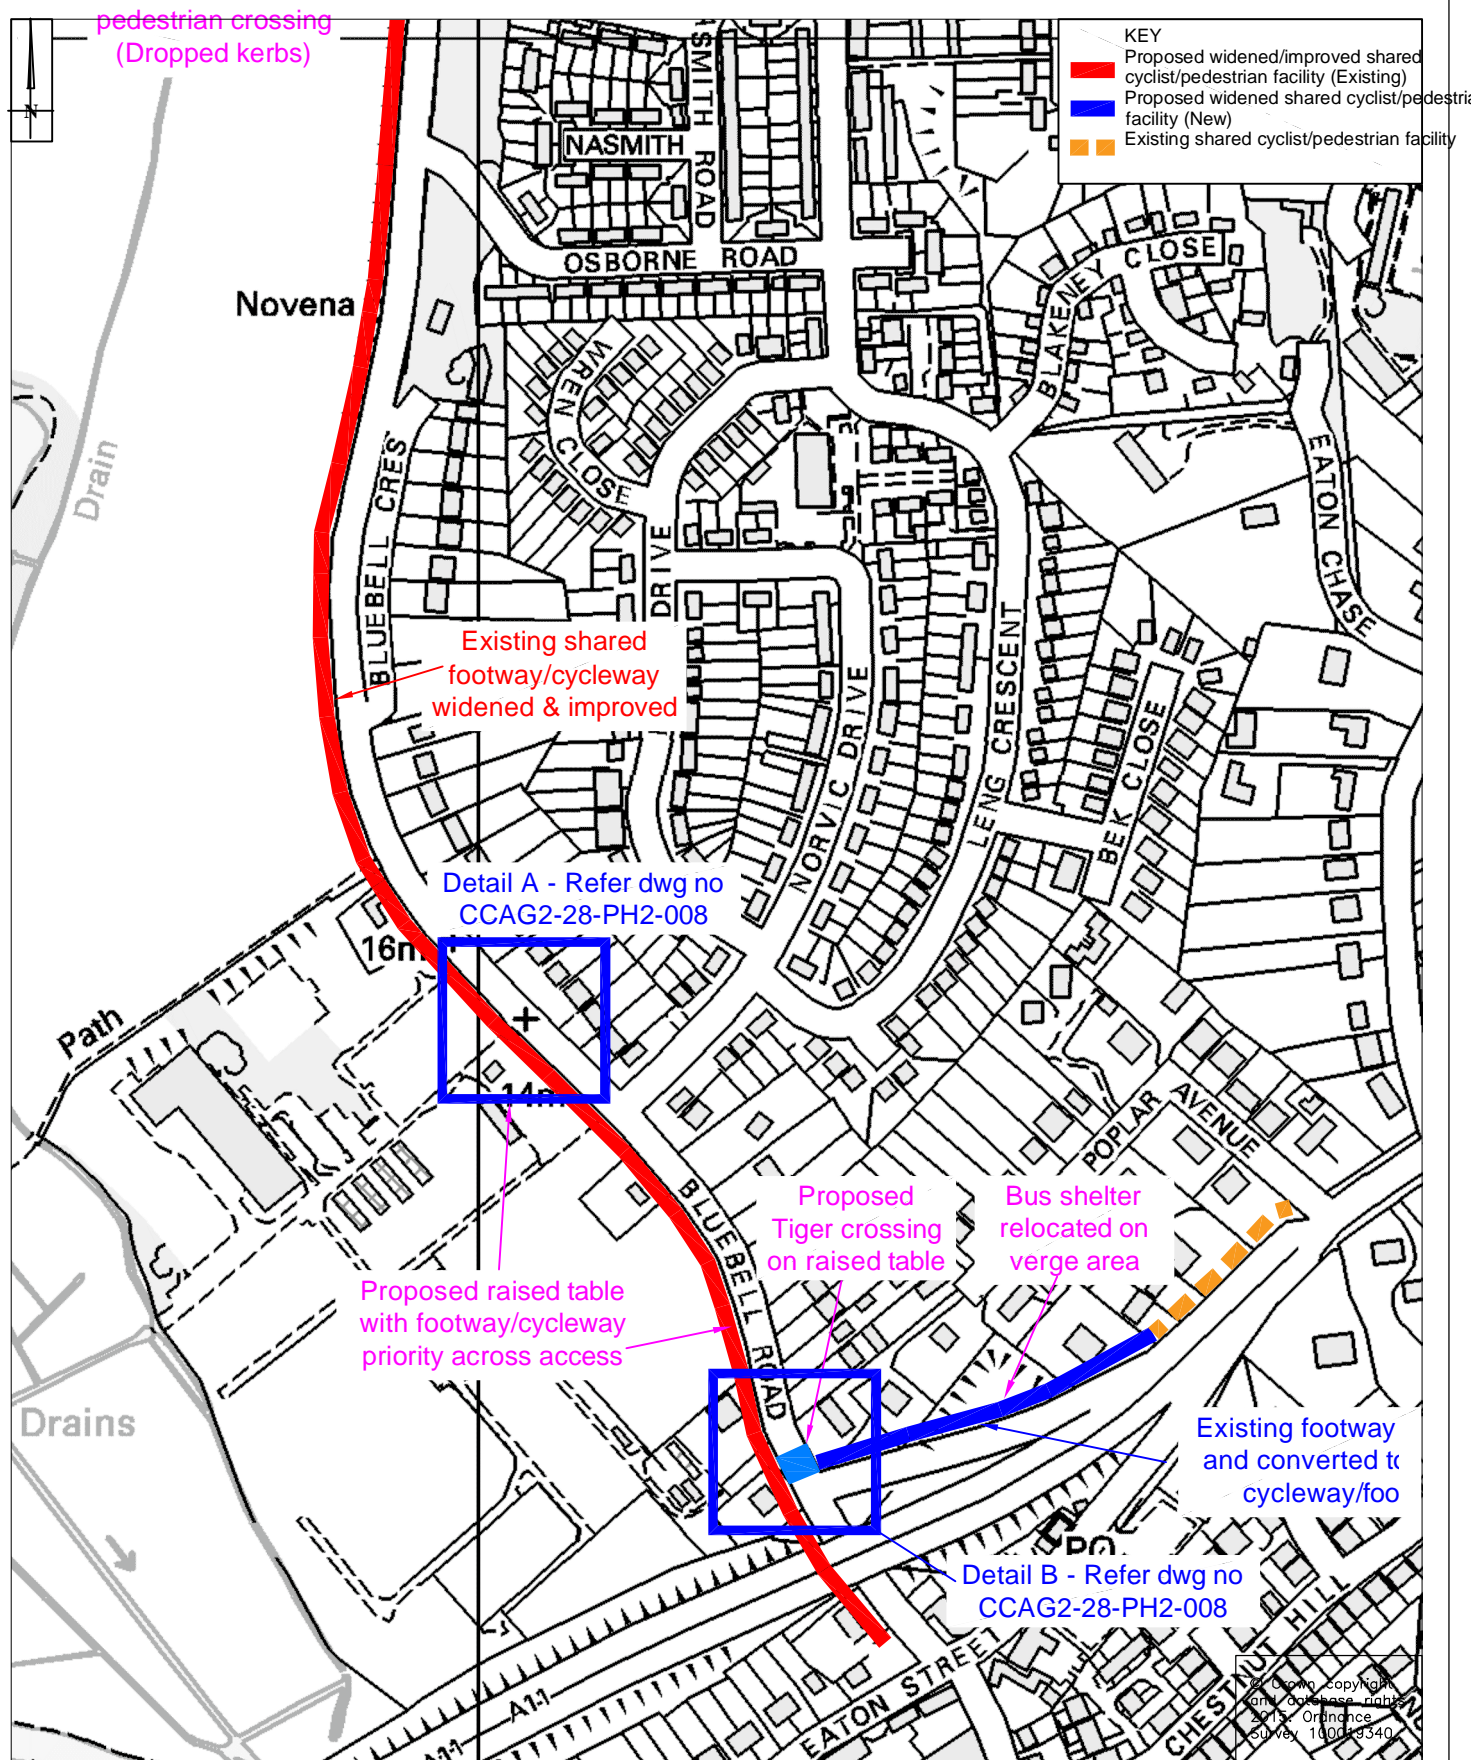 pedestrian crossing
(Dropped kerbs)
N
KEY
Proposed widened/improved shared
cyclist/pedestrian facility (Existing)
Proposed widened shared cyclist/pedestria
facility (New)
Existing shared cyclist/pedestrian facility
NASMITH
SMITH ROAD
OSBORNE ROAD
BLAKENEY CLOSE
Novena
WREN CLOSE
Drain
BLUEBELL CRES
DRIVE
EATON CHASE
Existing shared
footway/cycleway
widened & improved
NORVIC DRIVE
LENG CRESCENT
BEK CLOSE
Detail A - Refer dwg no
CCAG2-28-PH2-008
16m
Path
14m
POPLAR AVENUE
BLUEBELL ROAD
Proposed
Tiger crossing
on raised table
Bus shelter
relocated on
verge area
Proposed raised table
with footway/cycleway
priority across access
Drains
Existing footway
and converted to
cycleway/foo
PO
Detail B - Refer dwg no
CCAG2-28-PH2-008
A11
A11
EATON STREET
CHESTNUT HILL
© Crown copyright
and database rights
2015. Ordnance
Survey 100019340.